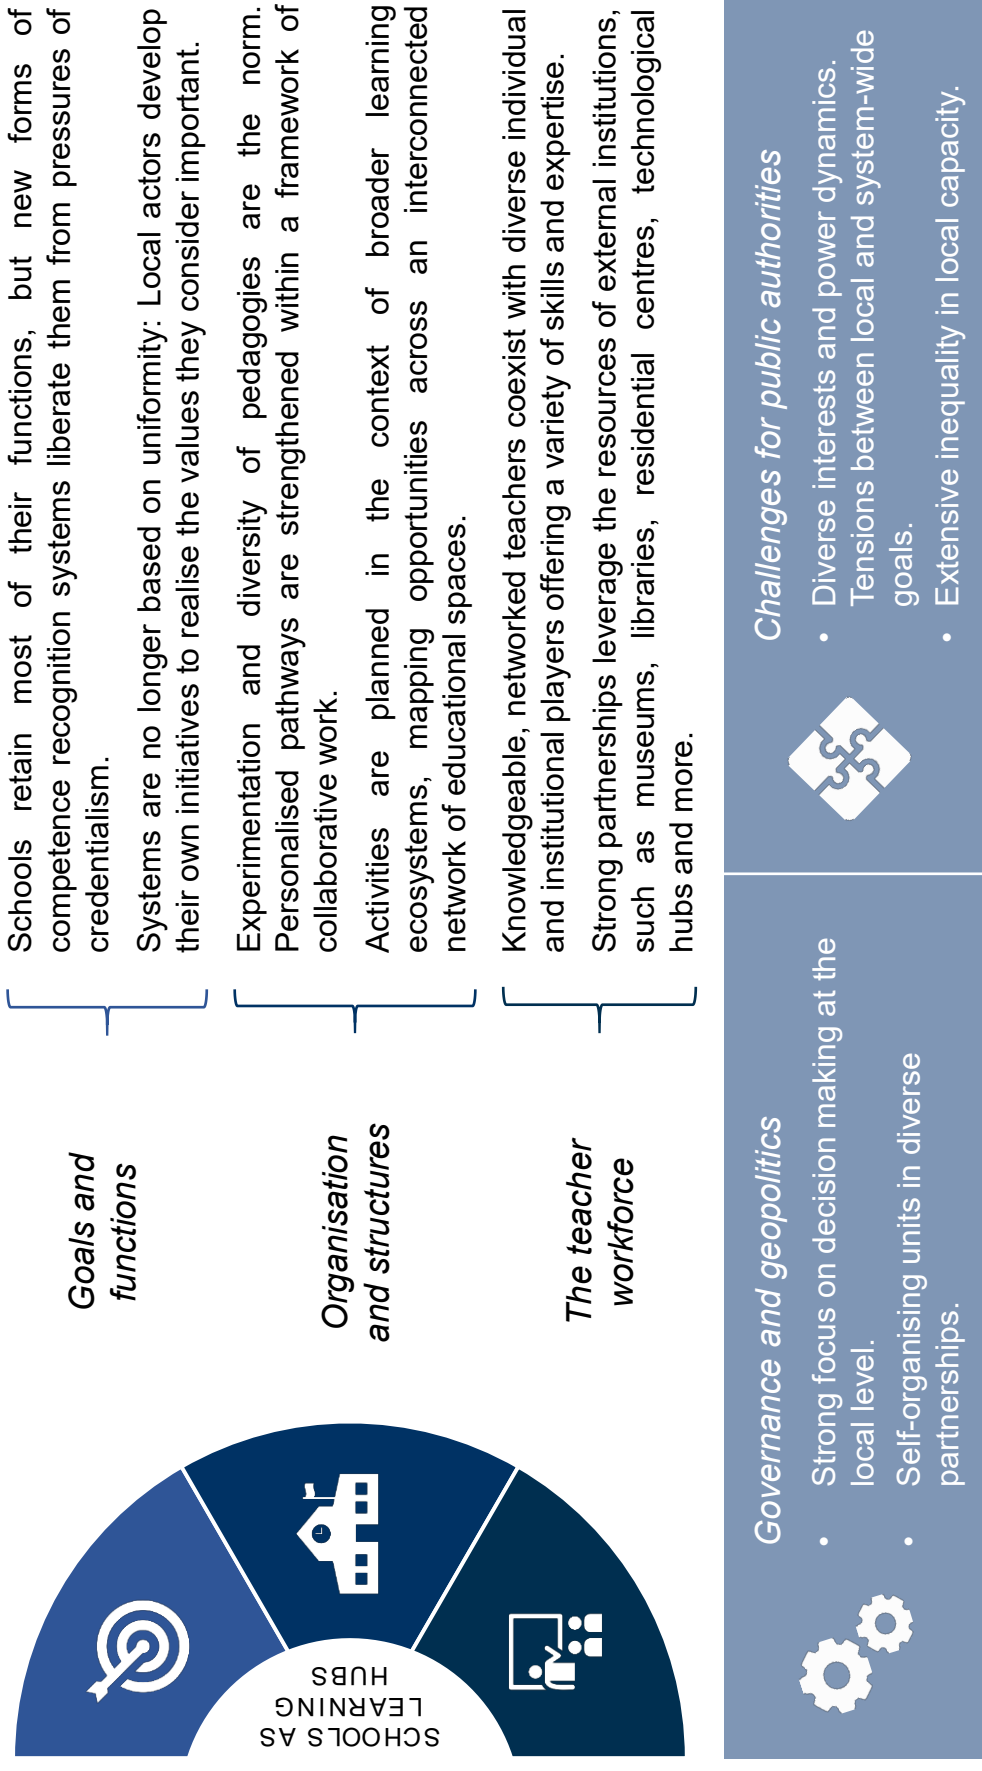 SCHOOLS AS
LEARNING
HUBS
Goals and
functions
Schools retain most of their functions, but new forms of
competence recognition systems liberate them from pressures of
credentialism.
Systems are no longer based on uniformity: Local actors develop
their own initiatives to realise the values they consider important.
Organisation
and structures
Experimentation and diversity of pedagogies are the norm.
Personalised pathways are strengthened within a framework of
collaborative work.
Activities are planned in the context of broader learning
ecosystems, mapping opportunities across an interconnected
network of educational spaces.
The teacher
workforce
Knowledgeable, networked teachers coexist with diverse individual
and institutional players offering a variety of skills and expertise.
Strong partnerships leverage the resources of external institutions,
such as museums, libraries, residential centres, technological
hubs and more.
Governance and geopolitics
• Strong focus on decision making at the
local level.
• Self-organising units in diverse
partnerships.
Challenges for public authorities
• Diverse interests and power dynamics.
Tensions between local and system-wide
goals.
• Extensive inequality in local capacity.